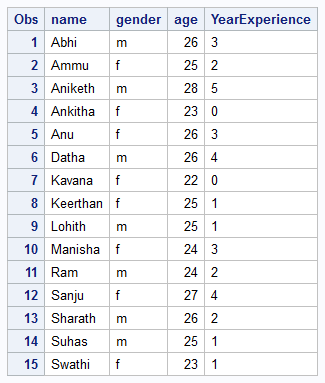 Obs name gender age YearExperience
1 Abhi m 26 3
2 Ammu f 25 2
3 Aniketh m 28 5
4 Ankitha f 23 0
5 Anu f 26 3
6 Datha m 26 4
7 Kavana f 22 0
8 Keerthan f 25 1
9 Lohith m 25 1
10 Manisha f 24 3
11 Ram m 24 2
12 Sanju f 27 4
13 Sharath m 26 2
14 Suhas m 25 1
15 Swathi f 23 1